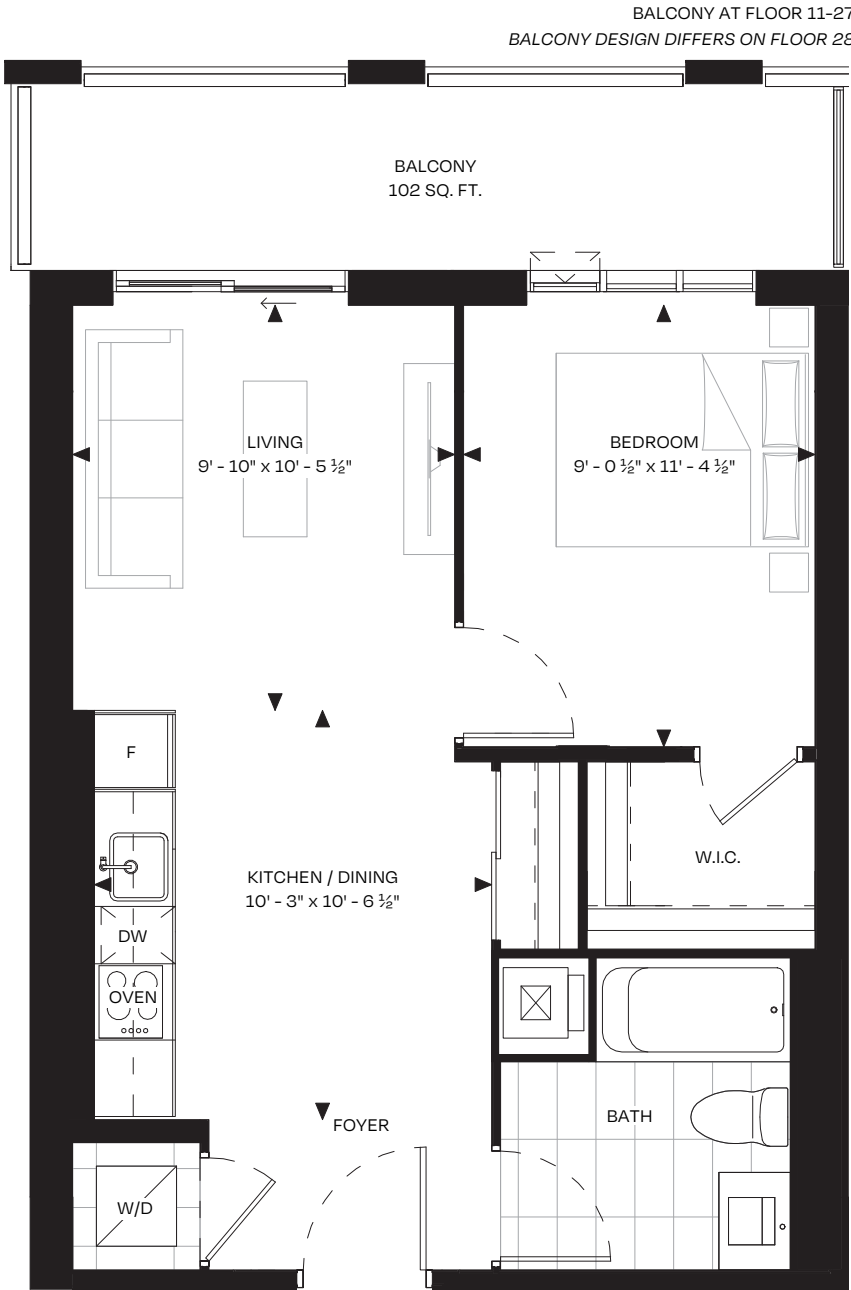 BALCONY AT FLOOR 11-27
BALCONY DESIGN DIFFERS ON FLOOR 28
BALCONY
102 SQ. FT.
LIVING
9' - 10" x 10' - 5 ½"
BEDROOM
9' - 0 ½" x 11' - 4 ½"
F
KITCHEN / DINING
10' - 3" x 10' - 6 ½"
W.I.C.
DW
OVEN
BATH
FOYER
W/D